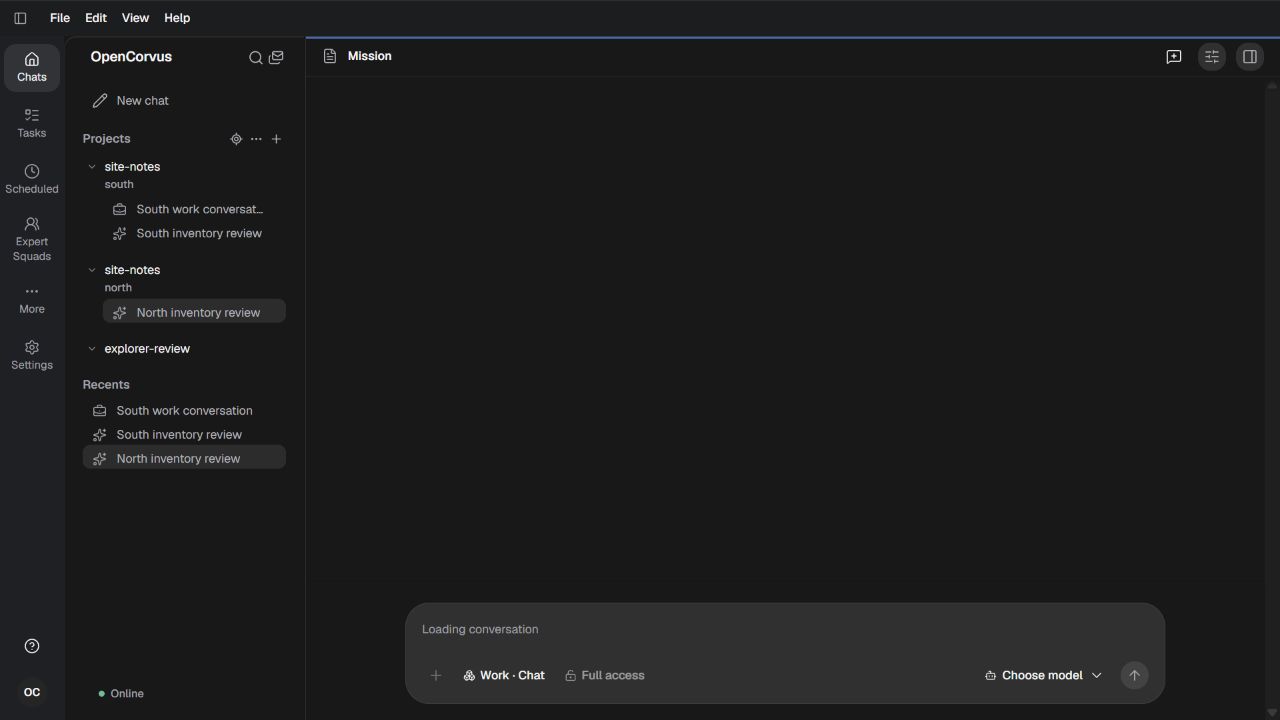 File Edit View Help
OpenCorvus
Mission
Chats
Tasks
Scheduled
Expert
Squads
More
Settings
OC
New chat
Projects
site-notes
south
South work conversat...
South inventory review
site-notes
north
North inventory review
explorer-review
Recents
South work conversation
South inventory review
North inventory review
Online
Loading conversation
Work · Chat
Full access
Choose model